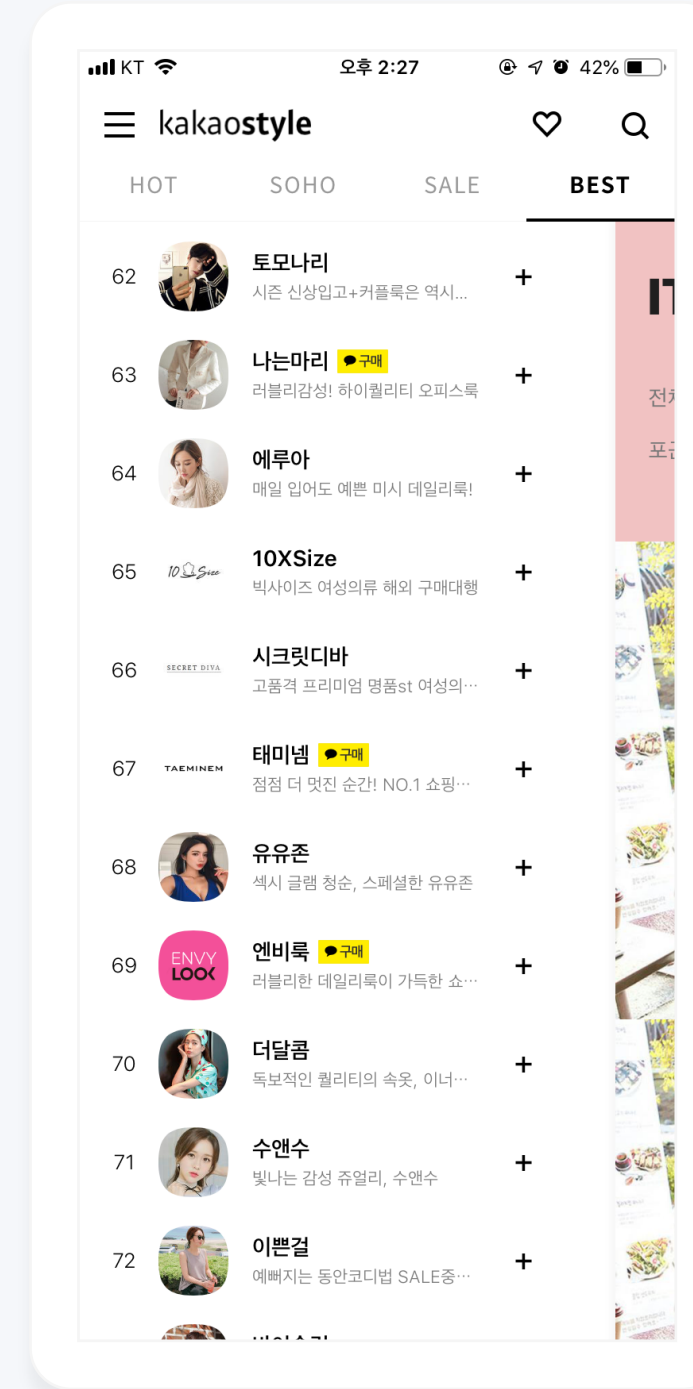 KT 오후 2:27 42%
kakaostyle
HOT SOHO SALE BEST
62 토모나리
시즌 신상입고+커플룩은 역시...
63 나는마리 구매
러블리감성! 하이퀄리티 오피스룩
64 에루아
매일 입어도 예쁜 미시 데일리룩!
65 10 Size 10XSize
빅사이즈 여성의류 해외 구매대행
66 SECRET DIVA 시크릿디바
고품격 프리미엄 명품st 여성의…
67 TAEMINEM 태미넴 구매
점점 더 멋진 순간! NO.1 쇼핑…
68 유유존
섹시 글램 청순, 스페셜한 유유존
69 ENVY LOOK 엔비룩 구매
러블리한 데일리룩이 가득한 쇼…
70 더달콤
독보적인 퀄리티의 속옷, 이너…
71 수앤수
빛나는 감성 쥬얼리, 수앤수
72 이쁜걸
예뻐지는 동안코디법 SALE중…